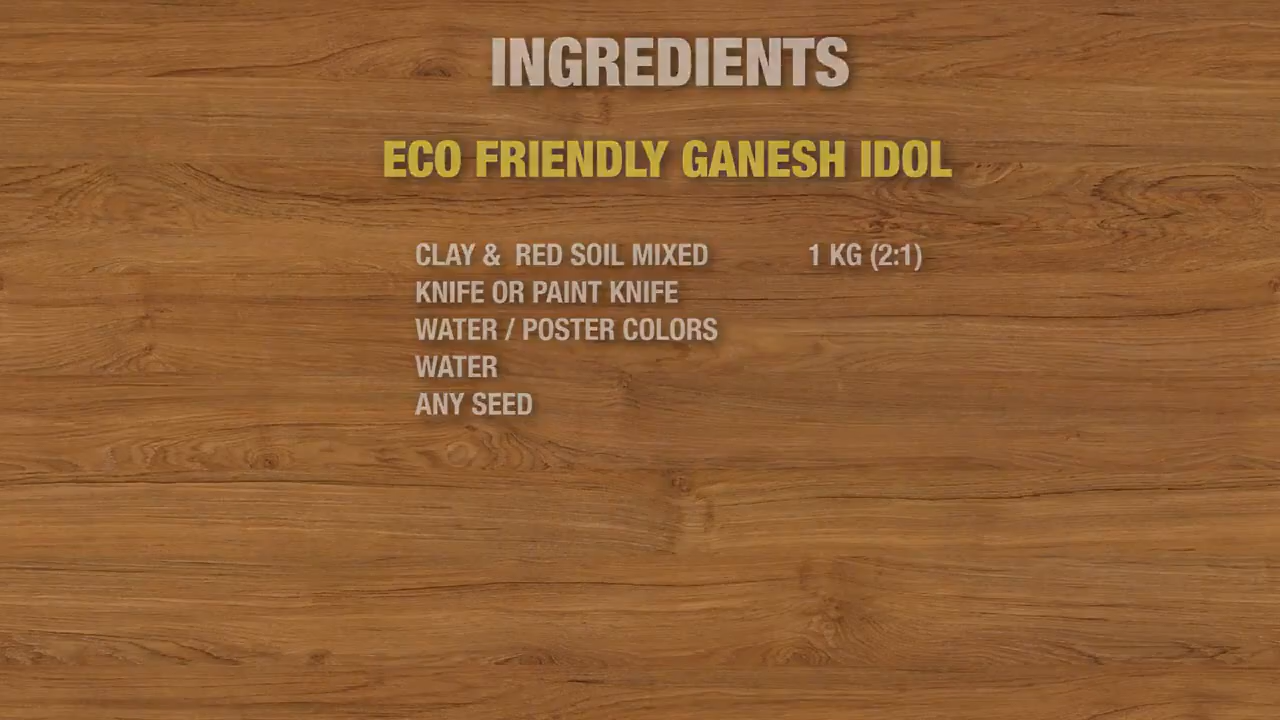 INGREDIENTS
ECO FRIENDLY GANESH IDOL
CLAY & RED SOIL MIXED 1 KG (2:1)
KNIFE OR PAINT KNIFE
WATER / POSTER COLORS
WATER
ANY SEED